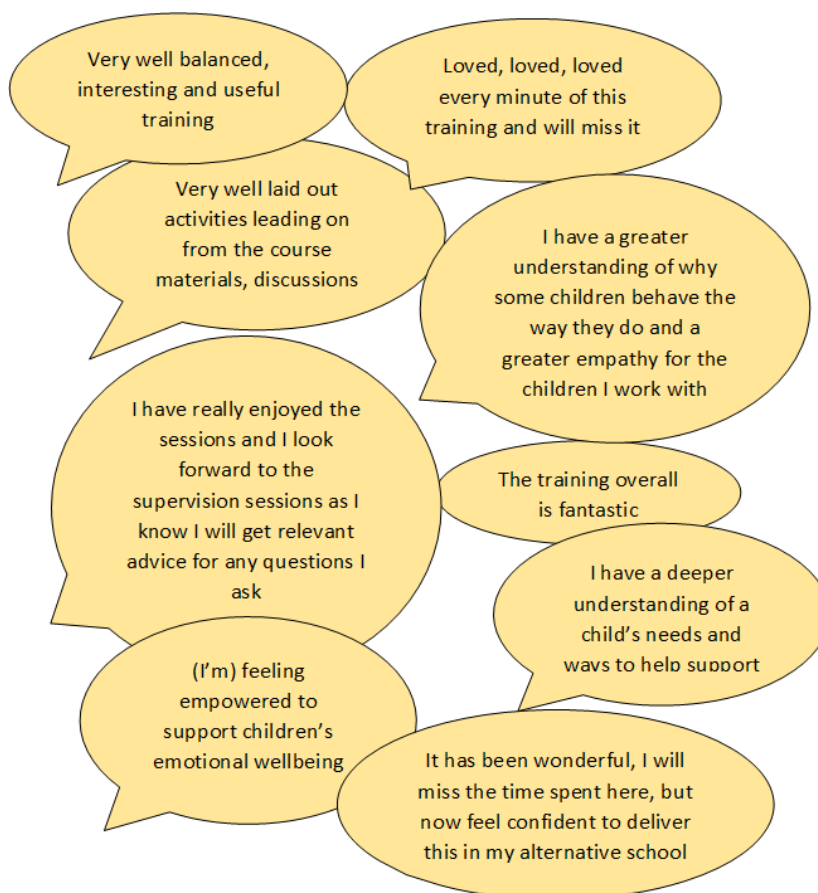 Very well balanced,
interesting and useful
training
Loved, loved, loved
every minute of this
training and will miss it
Very well laid out
activities leading on
from the course
materials, discussions
I have a greater
understanding of why
some children behave the
way they do and a
greater empathy for the
children I work with
I have really enjoyed the
sessions and I look
forward to the
supervision sessions as I
know I will get relevant
advice for any questions I
ask
The training overall
is fantastic
I have a deeper
understanding of a
child’s needs and
ways to help support
(I’m) feeling
empowered to
support children’s
emotional wellbeing
It has been wonderful, I will
miss the time spent here, but
now feel confident to deliver
this in my alternative school